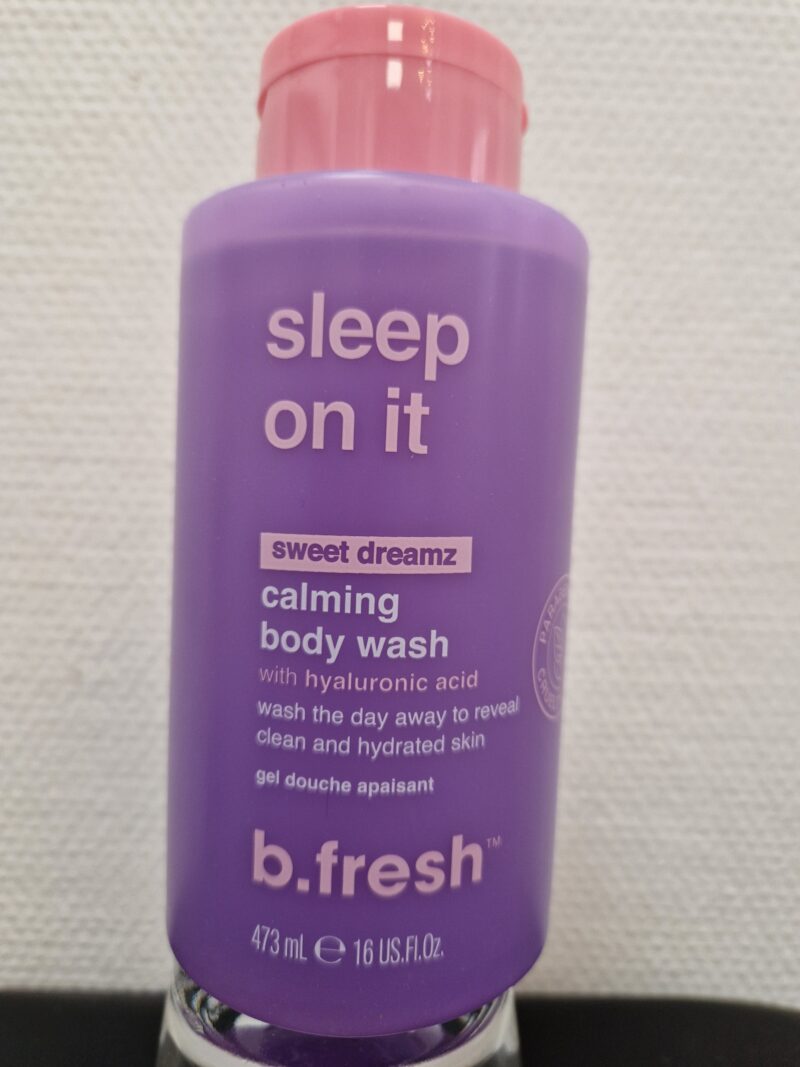 sleep
on it
sweet dreamz
calming
body wash
with hyaluronic acid
wash the day away to reveal
clean and hydrated skin
gel douche apaisant
b.fresh™
473 mL ℮ 16 US.Fl.Oz.